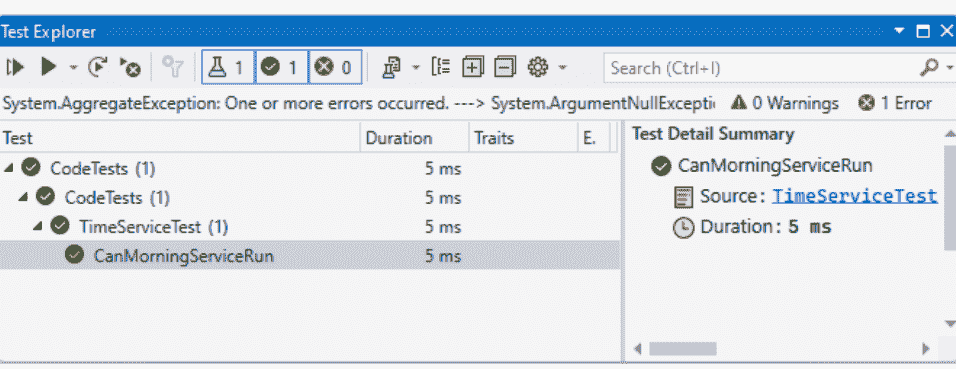 Test Explorer
1 1 0 Search (Ctrl+I)
System.AggregateException: One or more errors occurred. ---> System.ArgumentNullExcepti 0 Warnings 1 Error
Test Duration Traits E.
CodeTests (1) 5 ms
CodeTests (1) 5 ms
TimeServiceTest (1) 5 ms
CanMorningServiceRun 5 ms
Test Detail Summary
CanMorningServiceRun
Source: TimeServiceTest
Duration: 5 ms